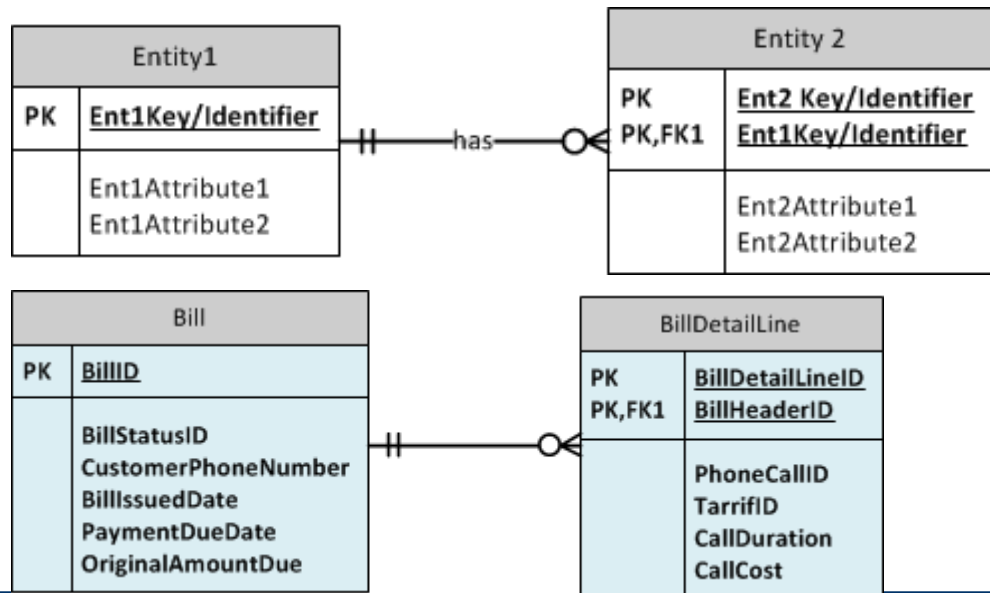 Entity1
PK Ent1Key/Identifier
Ent1Attribute1
Ent1Attribute2
has
Entity 2
PK Ent2 Key/Identifier
PK,FK1 Ent1Key/Identifier
Ent2Attribute1
Ent2Attribute2
Bill
PK BillID
BillStatusID
CustomerPhoneNumber
BillIssuedDate
PaymentDueDate
OriginalAmountDue
BillDetailLine
PK BillDetailLineID
PK,FK1 BillHeaderID
PhoneCallID
TarrifID
CallDuration
CallCost